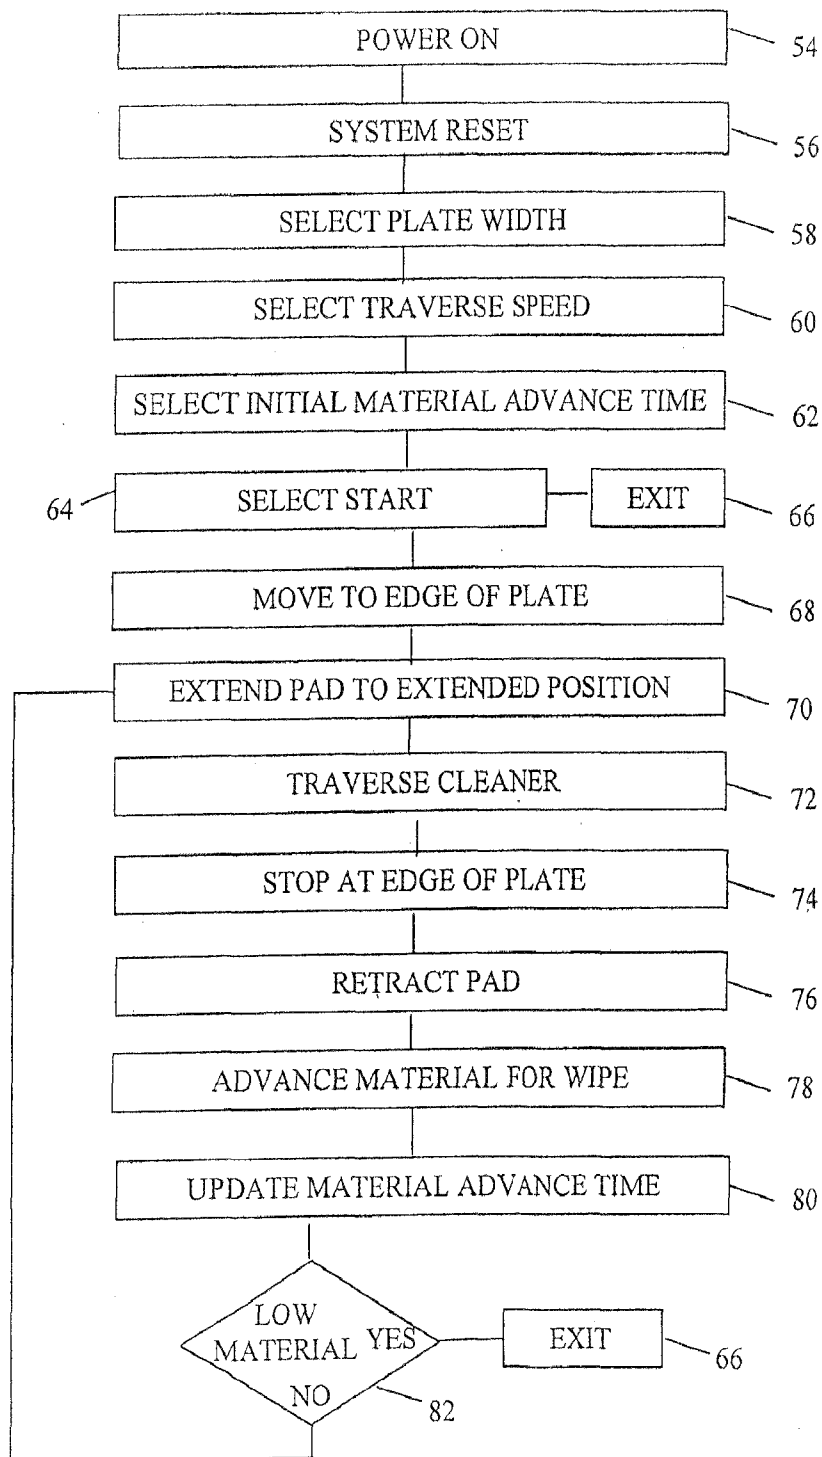 POWER ON
54
SYSTEM RESET
56
SELECT PLATE WIDTH
58
SELECT TRAVERSE SPEED
60
SELECT INITIAL MATERIAL ADVANCE TIME
62
64
SELECT START
EXIT
66
MOVE TO EDGE OF PLATE
68
EXTEND PAD TO EXTENDED POSITION
70
TRAVERSE CLEANER
72
STOP AT EDGE OF PLATE
74
RETRACT PAD
76
ADVANCE MATERIAL FOR WIPE
78
UPDATE MATERIAL ADVANCE TIME
80
LOW
MATERIAL
YES
NO
82
EXIT
66